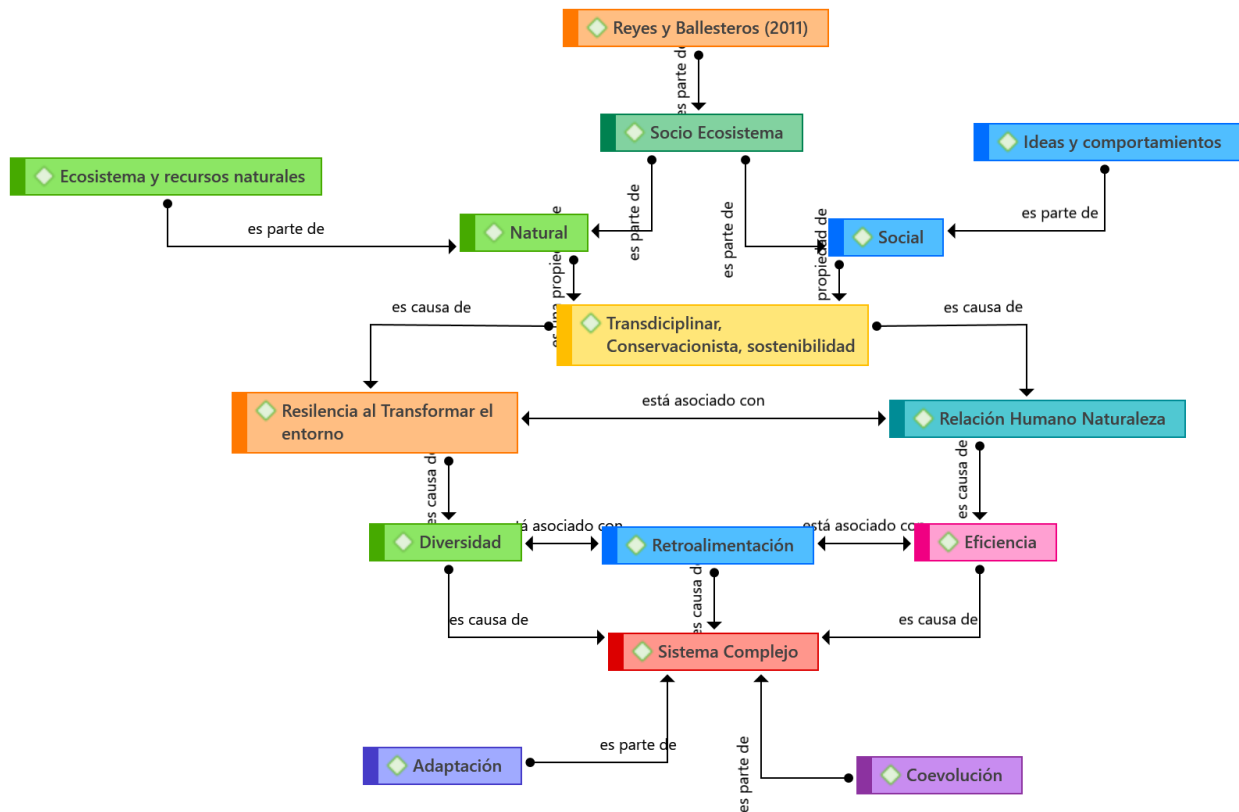 Reyes y Ballesteros (2011)
es parte de
Socio Ecosistema
Ideas y comportamientos
Ecosistema y recursos naturales
es parte de
es parte de
es parte de
es parte de
Natural
Social
es una propiedad de
propiedad de
es causa de
Transdiciplinar,
Conservacionista, sostenibilidad
es causa de
Resilencia al Transformar el
entorno
está asociado con
Relación Humano Naturaleza
es causa de
es causa de
está asociado con
está asociado con
Diversidad
Retroalimentación
Eficiencia
es causa de
es causa de
es causa de
Sistema Complejo
es parte de
es parte de
Adaptación
Coevolución